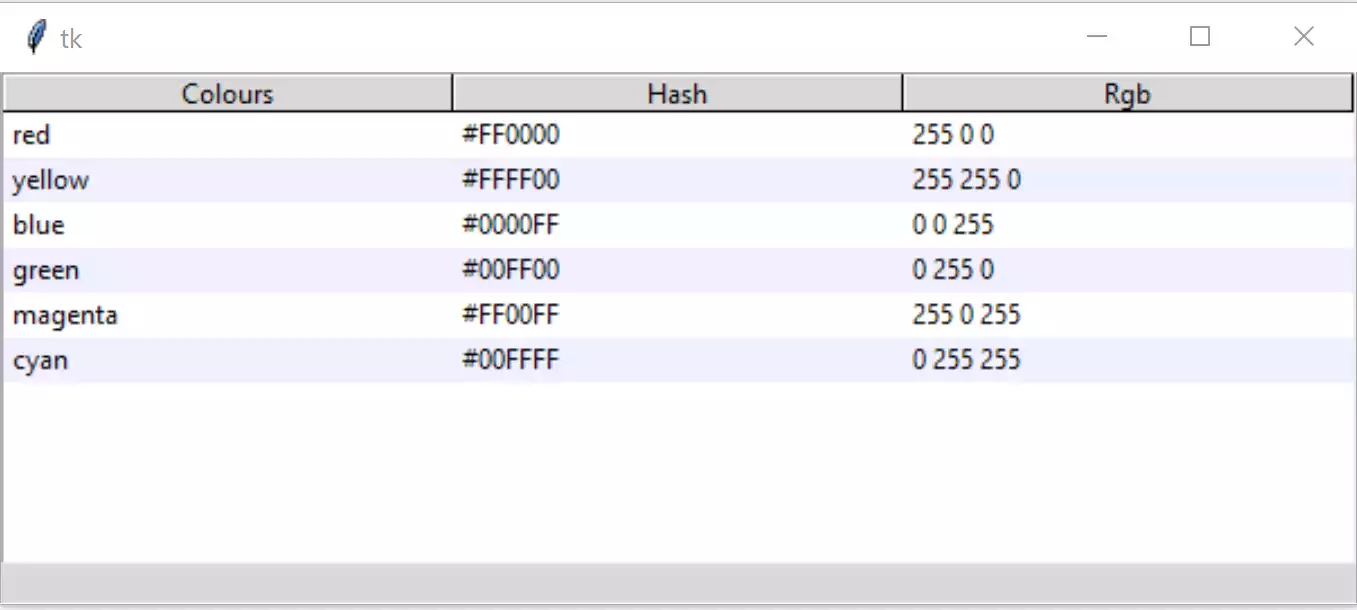 tk
Colours Hash Rgb
red #FF0000 255 0 0
yellow #FFFF00 255 255 0
blue #0000FF 0 0 255
green #00FF00 0 255 0
magenta #FF00FF 255 0 255
cyan #00FFFF 0 255 255